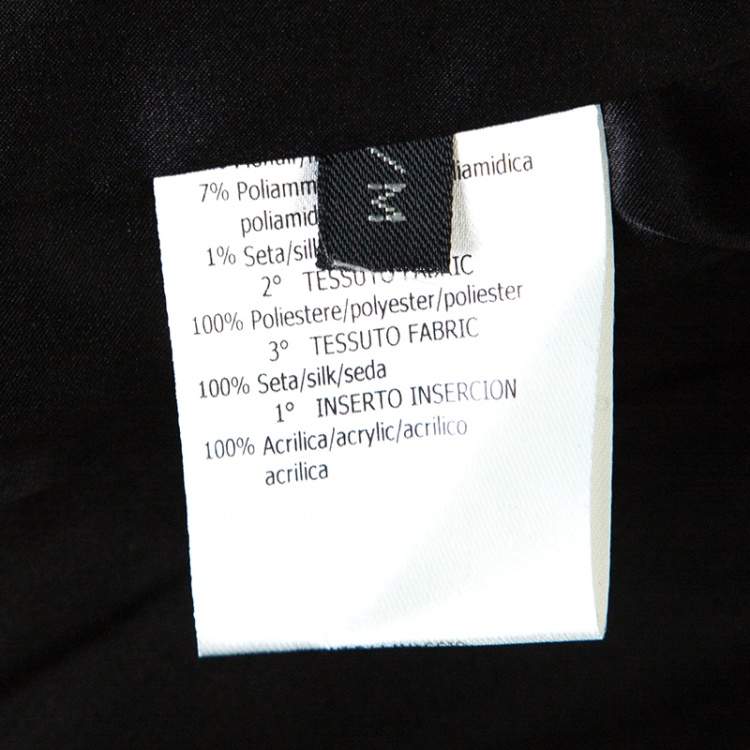 7% Poliamm
iamidica
poliamid
1% Seta/silk
2° TESSUTO FABRIC
100% Poliestere/polyester/poliester
3° TESSUTO FABRIC
100% Seta/silk/seda
1° INSERTO INSERCION
100% Acrilica/acrylic/acrilico
acrilica
M